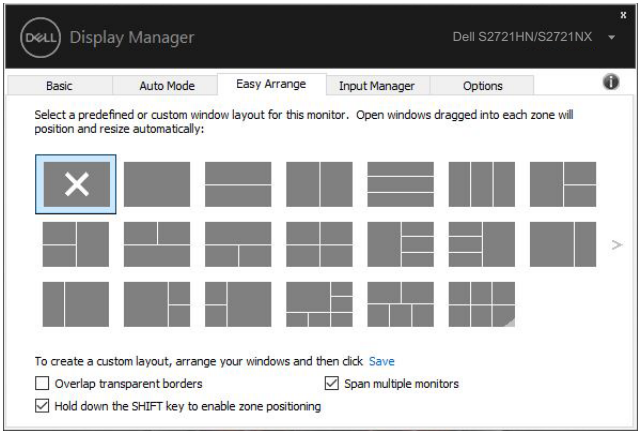 x
DELL Display Manager
Dell S2721HN/S2721NX
Basic Auto Mode Easy Arrange Input Manager Options i
Select a predefined or custom window layout for this monitor. Open windows dragged into each zone will
position and resize automatically:
To create a custom layout, arrange your windows and then click Save
Overlap transparent borders
Span multiple monitors
Hold down the SHIFT key to enable zone positioning